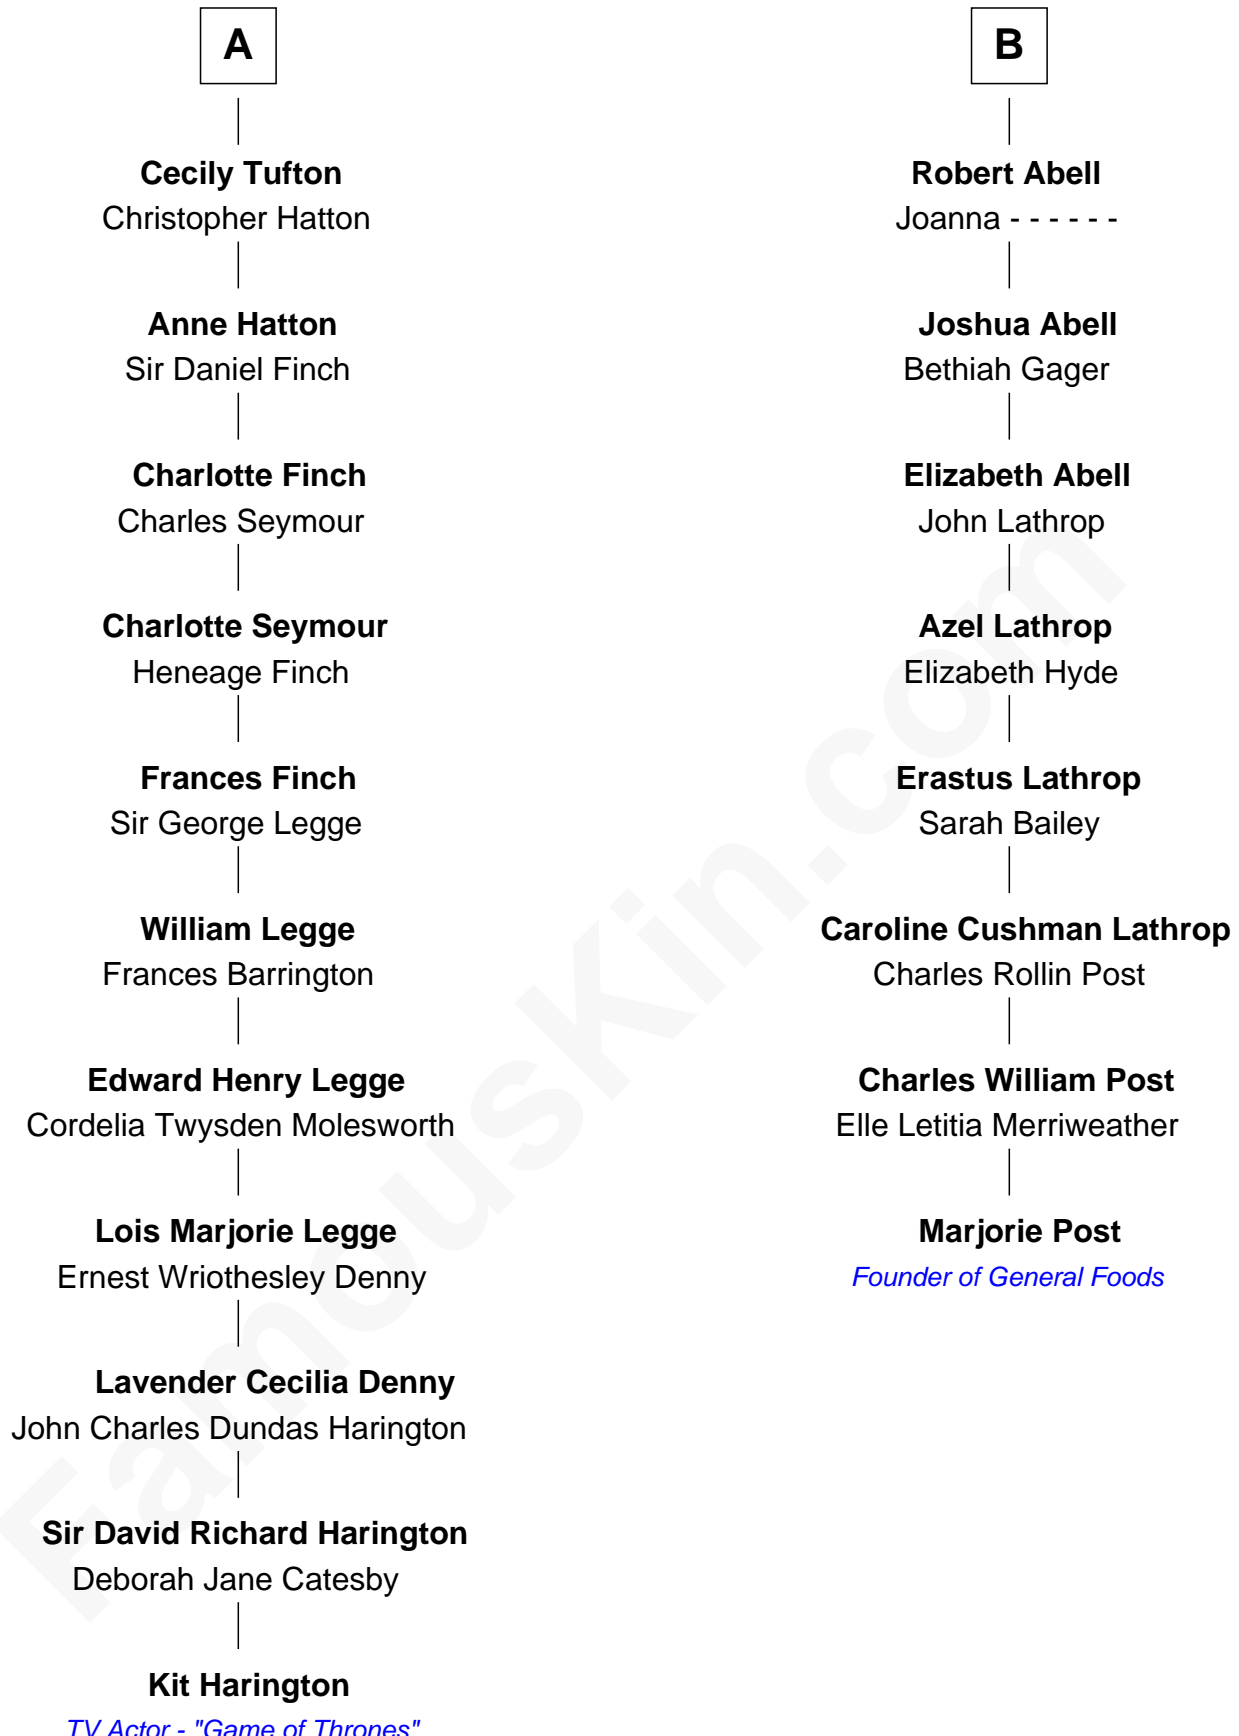 A
Cecily Tufton
Christopher Hatton
Anne Hatton
Sir Daniel Finch
Charlotte Finch
Charles Seymour
Charlotte Seymour
Heneage Finch
Frances Finch
Sir George Legge
William Legge
Frances Barrington
Edward Henry Legge
Cordelia Twysden Molesworth
Lois Marjorie Legge
Ernest Wriothesley Denny
Lavender Cecilia Denny
John Charles Dundas Harington
Sir David Richard Harington
Deborah Jane Catesby
Kit Harington
TV Actor - "Game of Thrones"
B
Robert Abell
Joanna - - - - - -
Joshua Abell
Bethiah Gager
Elizabeth Abell
John Lathrop
Azel Lathrop
Elizabeth Hyde
Erastus Lathrop
Sarah Bailey
Caroline Cushman Lathrop
Charles Rollin Post
Charles William Post
Elle Letitia Merriweather
Marjorie Post
Founder of General Foods
FamousKin.com